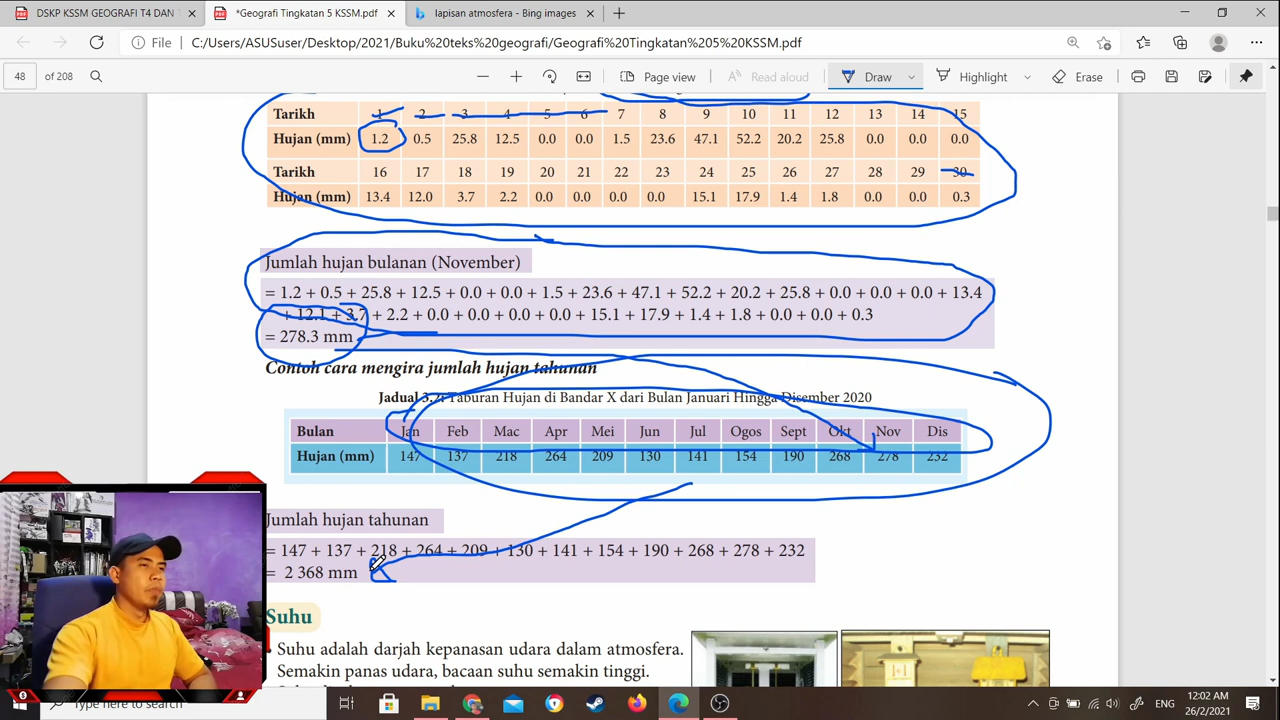 DSKP KSSM GEOGRAFI T4 DAN
*Geografi Tingkatan 5 KSSM.pdf
lapisan atmosfera - Bing images
File
C:/Users/ASUSuser/Desktop/2021/Buku%20teks%20geografi/Geografi%20Tingkatan%205%20KSSM.pdf
48 of 208
Page view
Read aloud
Draw
Highlight
Erase
Tarikh 1 2 3 4 5 6 7 8 9 10 11 12 13 14 15
Hujan (mm) 1.2 0.5 25.8 12.5 0.0 0.0 1.5 23.6 47.1 52.2 20.2 25.8 0.0 0.0 0.0
Tarikh 16 17 18 19 20 21 22 23 24 25 26 27 28 29 30
Hujan (mm) 13.4 12.0 3.7 2.2 0.0 0.0 0.0 0.0 15.1 17.9 1.4 1.8 0.0 0.0 0.3
Jumlah hujan bulanan (November)
= 1.2 + 0.5 + 25.8 + 12.5 + 0.0 + 0.0 + 1.5 + 23.6 + 47.1 + 52.2 + 20.2 + 25.8 + 0.0 + 0.0 + 0.0 + 13.4
+ 12.1 + 3.7 + 2.2 + 0.0 + 0.0 + 0.0 + 0.0 + 15.1 + 17.9 + 1.4 + 1.8 + 0.0 + 0.0 + 0.3
= 278.3 mm
Contoh cara mengira jumlah hujan tahunan
Jadual 3.2: Taburan Hujan di Bandar X dari Bulan Januari Hingga Disember 2020
Bulan Jan Feb Mac Apr Mei Jun Jul Ogos Sept Okt Nov Dis
Hujan (mm) 147 137 218 264 209 130 141 154 190 268 278 232
Jumlah hujan tahunan
= 147 + 137 + 218 + 264 + 209 + 130 + 141 + 154 + 190 + 268 + 278 + 232
= 2 368 mm
Suhu
• Suhu adalah darjah kepanasan udara dalam atmosfera.
Semakin panas udara, bacaan suhu semakin tinggi.
Type here to search
ENG
12:02 AM
26/2/2021